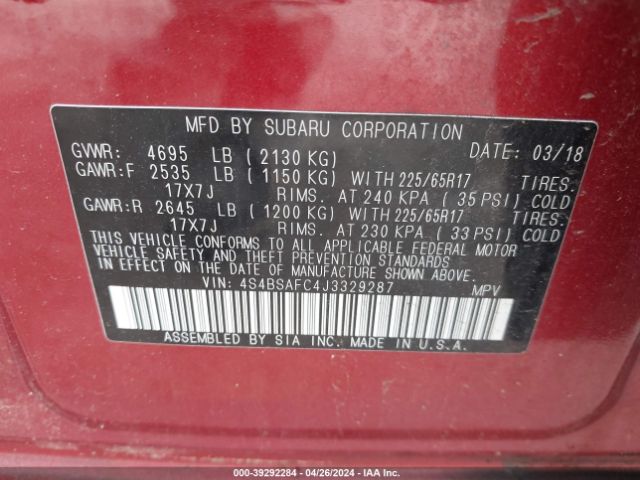 MFD BY SUBARU CORPORATION
GVWR: 4695 LB ( 2130 KG) DATE: 03/18
GAWR:F 2535 LB ( 1150 KG) WITH 225/65R17 TIRES.
17X7J RIMS. AT 240 KPA ( 35 PSI) COLD
GAWR:R 2645 LB ( 1200 KG) WITH 225/65R17 TIRES.
17X7J RIMS. AT 230 KPA ( 33 PSI) COLD
THIS VEHICLE CONFORMS TO ALL APPLICABLE FEDERAL MOTOR
VEHICLE SAFETY AND THEFT PREVENTION STANDARDS
IN EFFECT ON THE DATE OF MANUFACTURE SHOWN ABOVE.
VIN: 4S4BSAFC4J3329287 MPV
ASSEMBLED BY SIA INC. MADE IN U.S.A.
000-39292284 - 04/26/2024 - IAA Inc.